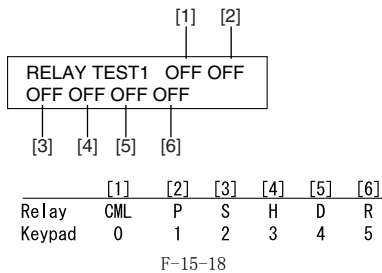 [1] [2]
RELAY TEST1 OFF OFF
OFF OFF OFF OFF
[3] [4] [5] [6]
[1] [2] [3] [4] [5] [6]
Relay CML P S H D R
Keypad 0 1 2 3 4 5
F-15-18